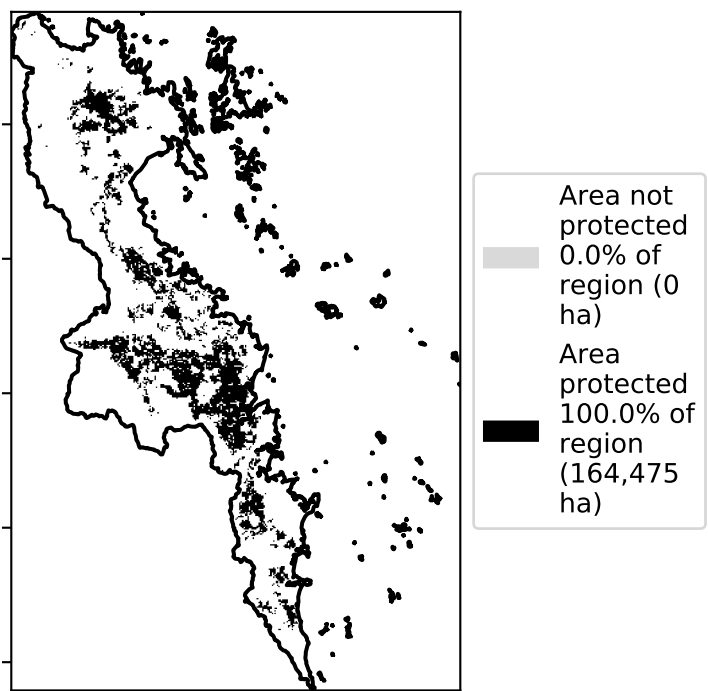 Area not
protected
0.0% of
region (0
ha)
Area
protected
100.0% of
region
(164,475
ha)